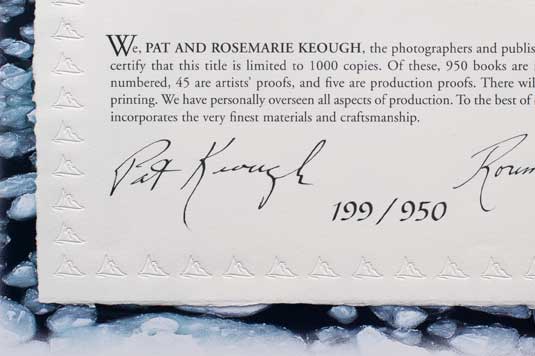 We, PAT AND ROSEMARIE KEOUGH, the photographers and publis
certify that this title is limited to 1000 copies. Of these, 950 books are
numbered, 45 are artists' proofs, and five are production proofs. There wil
printing. We have personally overseen all aspects of production. To the best of
incorporates the very finest materials and craftsmanship.
Pat Keough Rosem
199/950